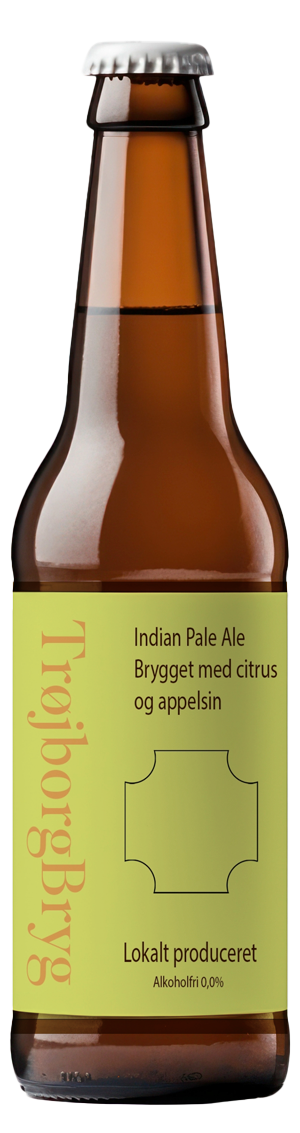 TrøjborgBryg
Indian Pale Ale
Brygget med citrus
og appelsin
Lokalt produceret
Alkoholfri 0,0%